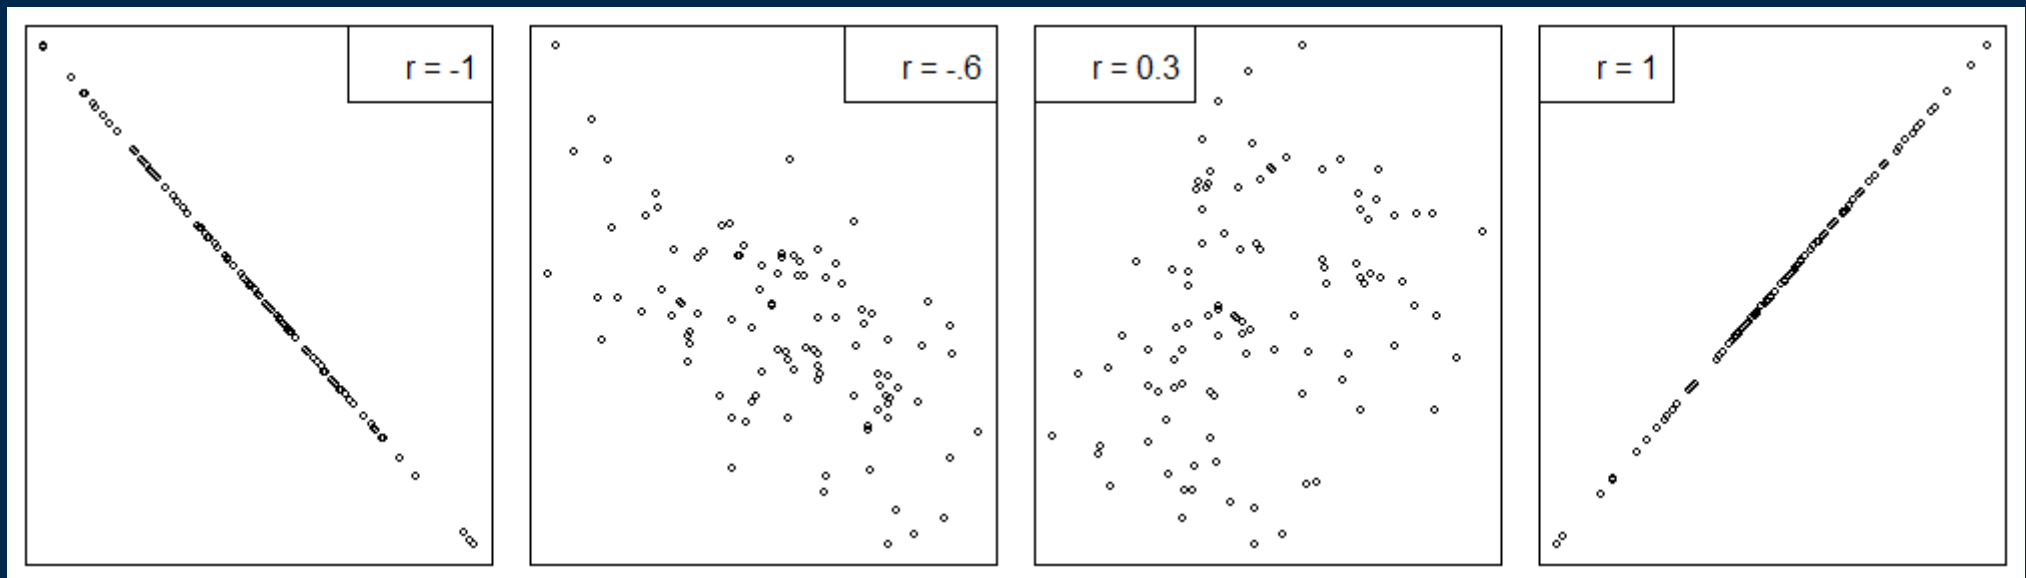 r = -1
r = -.6
r = 0.3
r = 1